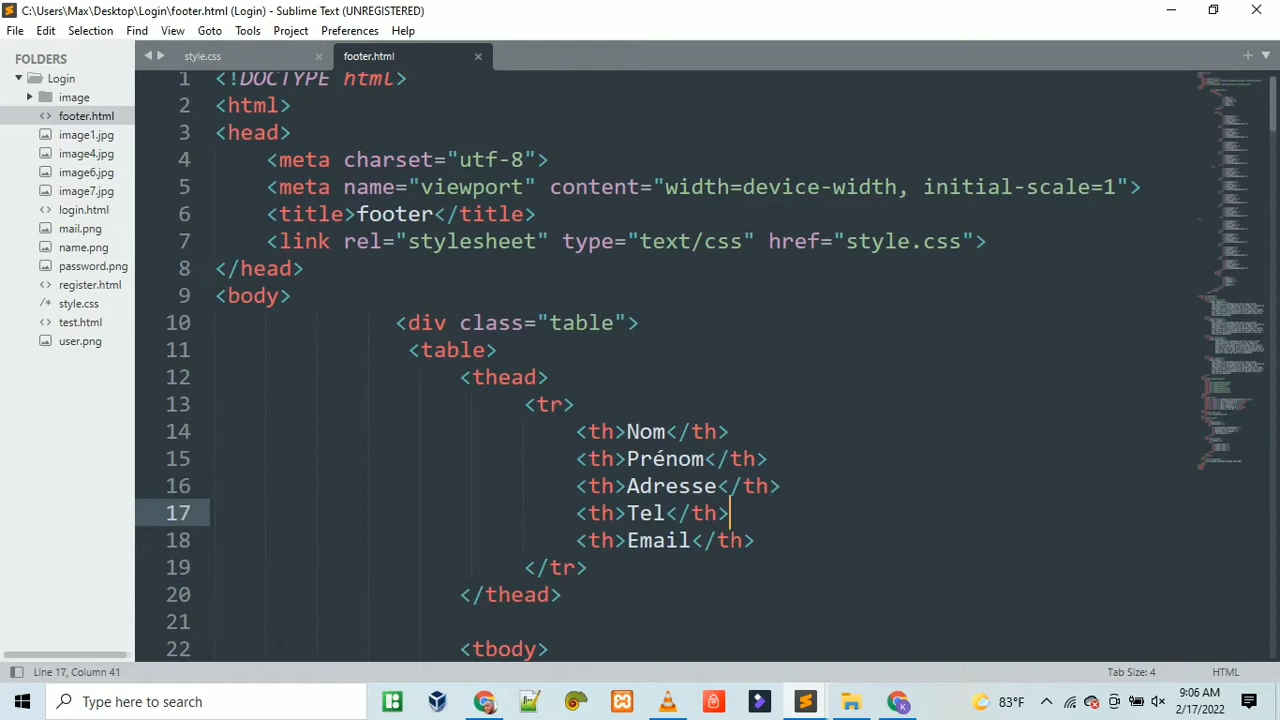 C:\Users\Max\Desktop\Login\footer.html (Login) - Sublime Text (UNREGISTERED)
File Edit Selection Find View Goto Tools Project Preferences Help
FOLDERS
Login
image
footer.html
image1.jpg
image4.jpg
image6.jpg
image7.jpg
login.html
mail.png
name.png
password.png
register.html
style.css
test.html
user.png
style.css footer.html
1 <!DOCTYPE html>
2 <html>
3 <head>
4 <meta charset="utf-8">
5 <meta name="viewport" content="width=device-width, initial-scale=1">
6 <title>footer</title>
7 <link rel="stylesheet" type="text/css" href="style.css">
8 </head>
9 <body>
10 <div class="table">
11 <table>
12 <thead>
13 <tr>
14 <th>Nom</th>
15 <th>Prénom</th>
16 <th>Adresse</th>
17 <th>Tel</th>
18 <th>Email</th>
19 </tr>
20 </thead>
21
22 <tbody>
Line 17, Column 41 Tab Size: 4 HTML
Type here to search
83°F
9:06 AM
2/17/2022